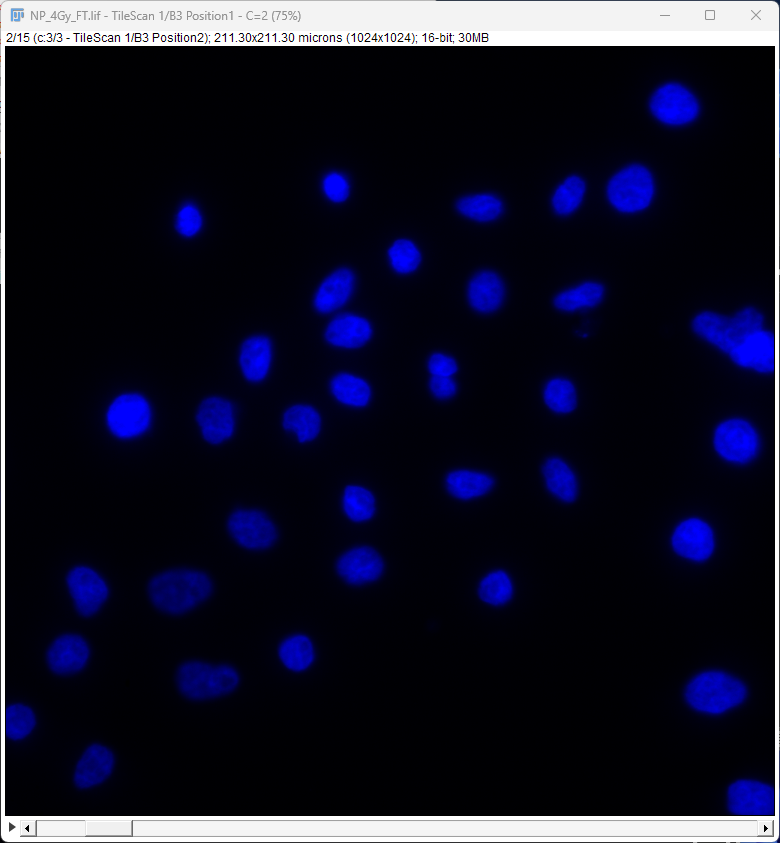 NP_4Gy_FT.lif - TileScan 1/B3 Position1 - C=2 (75%)
2/15 (c:3/3 - TileScan 1/B3 Position2); 211.30x211.30 microns (1024x1024); 16-bit; 30MB